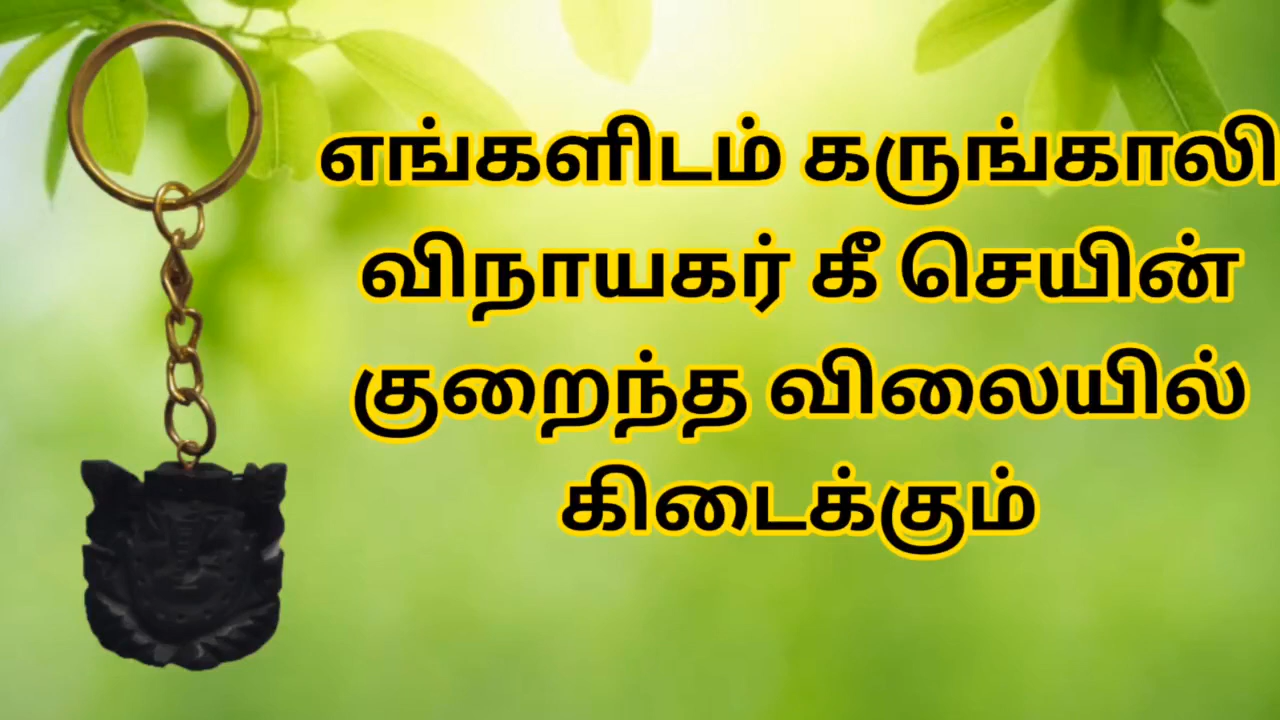 எங்களிடம் கருங்காலி
விநாயகர் கீ செயின்
குறைந்த விலையில்
கிடைக்கும்